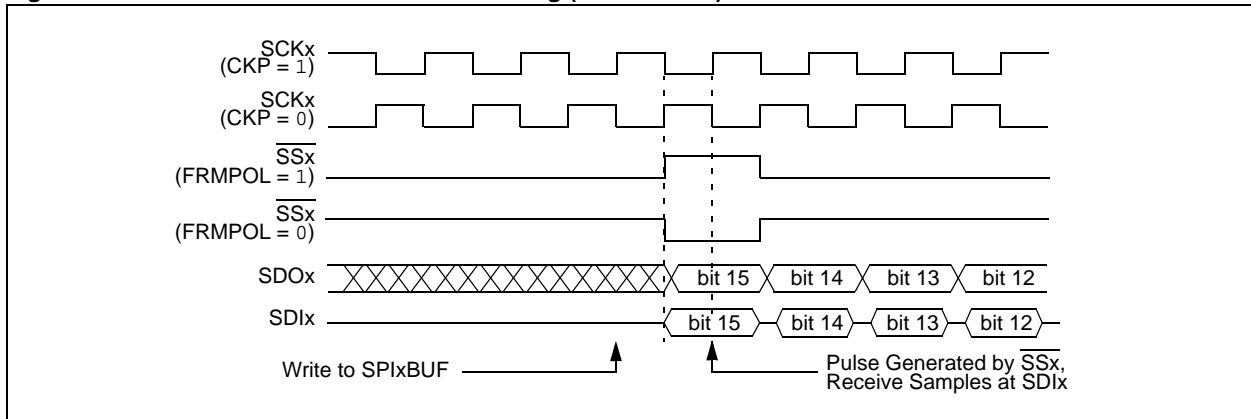 SCKx
(CKP = 1)
SCKx
(CKP = 0)
SSx
(FRMPOL = 1)
SSx
(FRMPOL = 0)
SDOx
bit 15 bit 14 bit 13 bit 12
SDIx
bit 15 bit 14 bit 13 bit 12
Write to SPIxBUF
Pulse Generated by SSx,
Receive Samples at SDIx